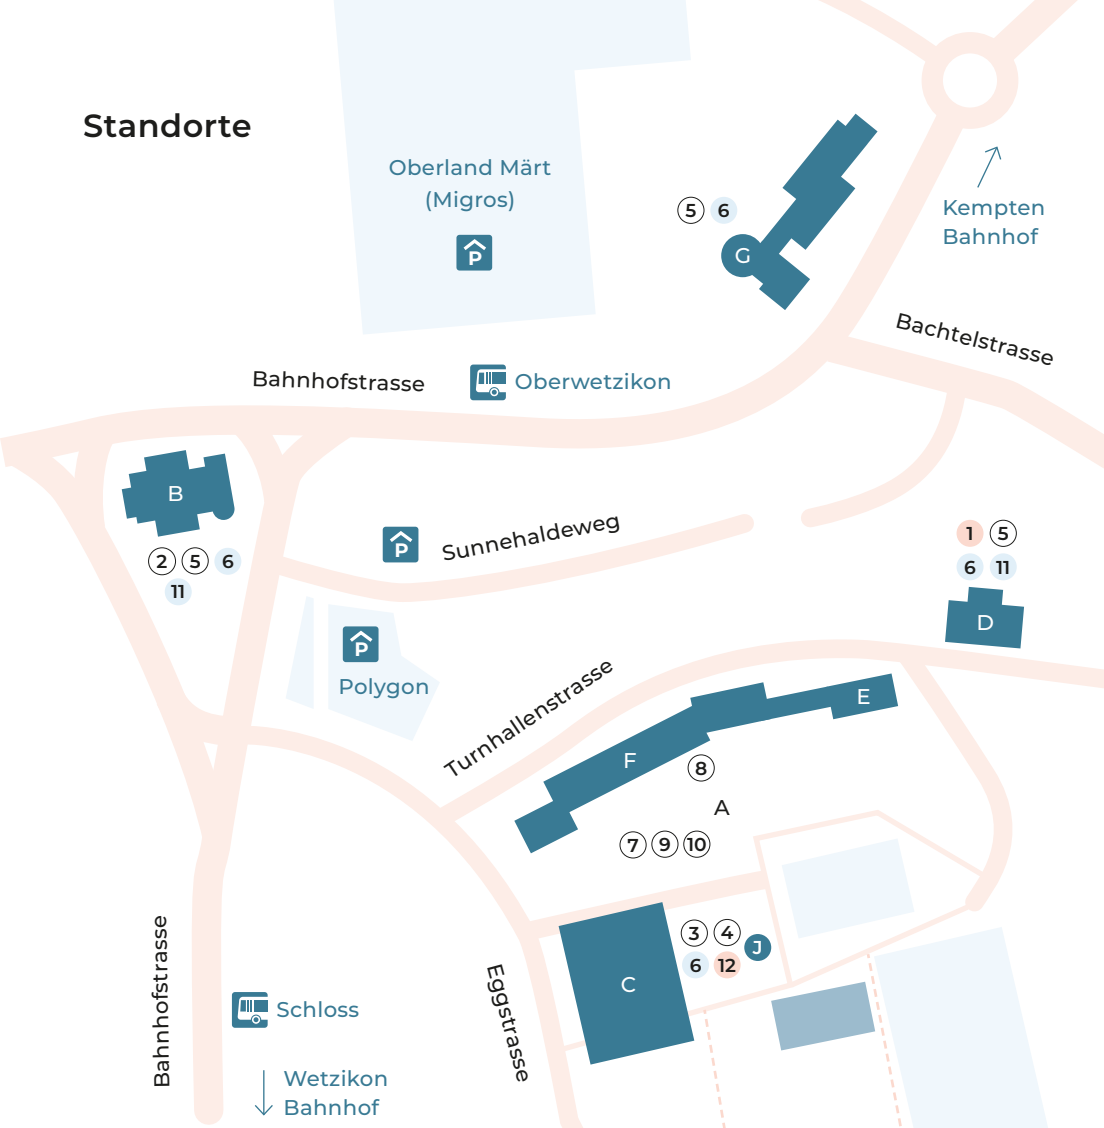 Standorte
Oberland Märt
(Migros)
P
5 6
G
Kempten
Bahnhof
Bachtelstrasse
Bahnhofstrasse
Oberwetzikon
B
2 5 6
11
P
Sunnehaldeweg
1 5
6 11
D
P
Polygon
Turnhallenstrasse
E
F
8
A
7 9 10
3 4
J
6 12
C
Bahnhofstrasse
Eggstrasse
Schloss
Wetzikon
Bahnhof